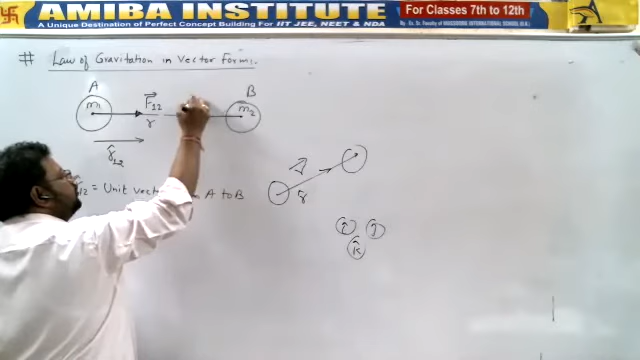 AMIBA INSTITUTE
A Unique Destination of Perfect Concept Building For IIT JEE, NEET & NDA
For Classes 7th to 12th
# Law of Gravitation in Vector Form:
A B
m1 F12 m2
r
r̂12
r̂12 = Unit vector A to B
r
î ĵ
k̂